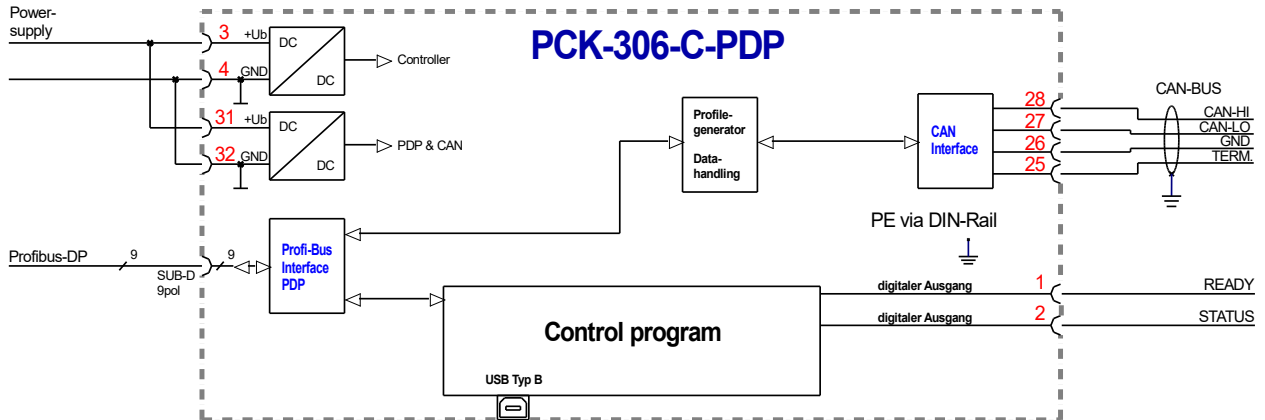 Power-
supply
3 +Ub
4 GND
DC
DC
Controller
31 +Ub
32 GND
DC
DC
PDP & CAN
PCK-306-C-PDP
Profile-
generator
Data-
handling
CAN
Interface
28
27
26
25
CAN-BUS
CAN-HI
CAN-LO
GND
TERM.
PE via DIN-Rail
Profibus-DP
9
SUB-D
9pol
9
Profi-Bus
Interface
PDP
Control program
USB Typ B
digitaler Ausgang 1 READY
digitaler Ausgang 2 STATUS